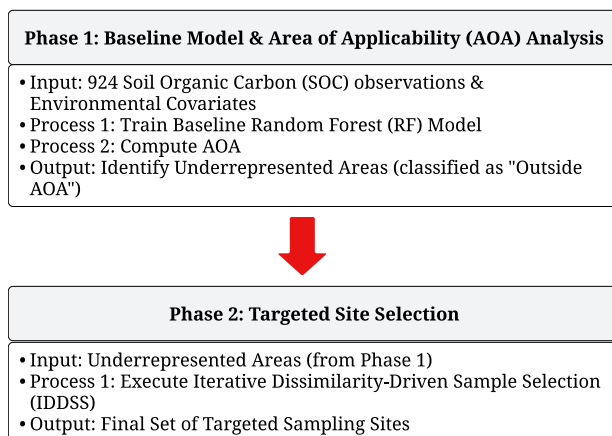 Phase 1: Baseline Model & Area of Applicability (AOA) Analysis
• Input: 924 Soil Organic Carbon (SOC) observations &
Environmental Covariates
• Process 1: Train Baseline Random Forest (RF) Model
• Process 2: Compute AOA
• Output: Identify Underrepresented Areas (classified as "Outside
AOA")
Phase 2: Targeted Site Selection
• Input: Underrepresented Areas (from Phase 1)
• Process 1: Execute Iterative Dissimilarity-Driven Sample Selection
(IDDSS)
• Output: Final Set of Targeted Sampling Sites